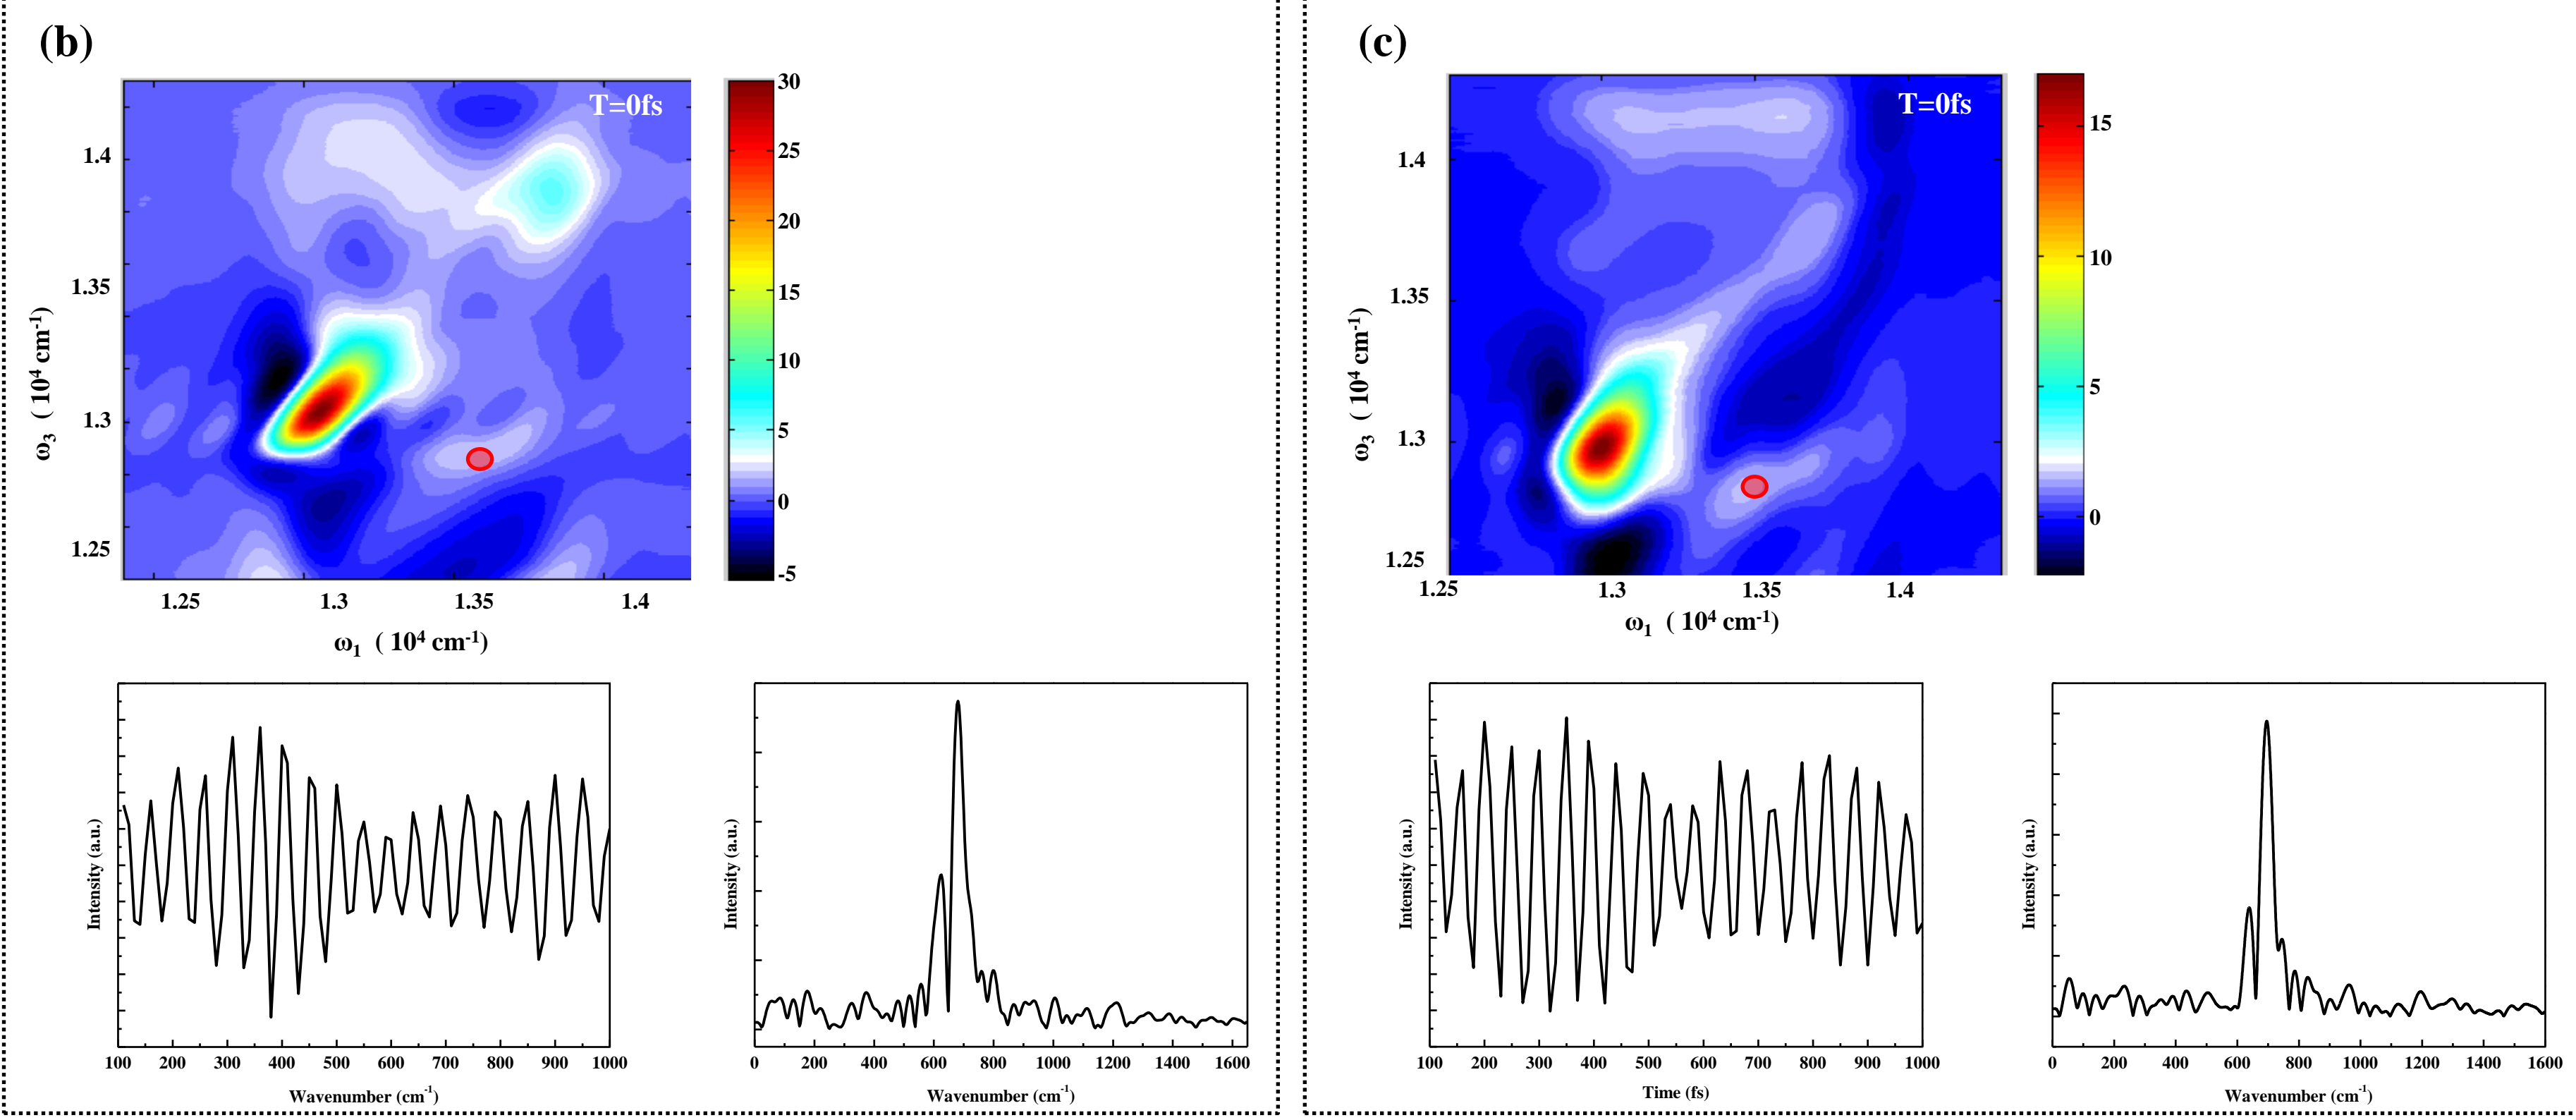 (b)
T=0fs
30
25
20
15
10
5
0
-5
1.4
1.35
1.3
1.25
ω3 ( 10⁴ cm⁻¹)
1.25 1.3 1.35 1.4
ω1 ( 10⁴ cm⁻¹)
Intensity (a.u.)
100 200 300 400 500 600 700 800 900 1000
Wavenumber (cm⁻¹)
Intensity (a.u.)
0 200 400 600 800 1000 1200 1400 1600
Wavenumber (cm⁻¹)
(c)
T=0fs
15
10
5
0
1.4
1.35
1.3
1.25
ω3 ( 10⁴ cm⁻¹)
1.25 1.3 1.35 1.4
ω1 ( 10⁴ cm⁻¹)
Intensity (a.u.)
100 200 300 400 500 600 700 800 900 1000
Time (fs)
Intensity (a.u.)
0 200 400 600 800 1000 1200 1400 1600
Wavenumber (cm⁻¹)